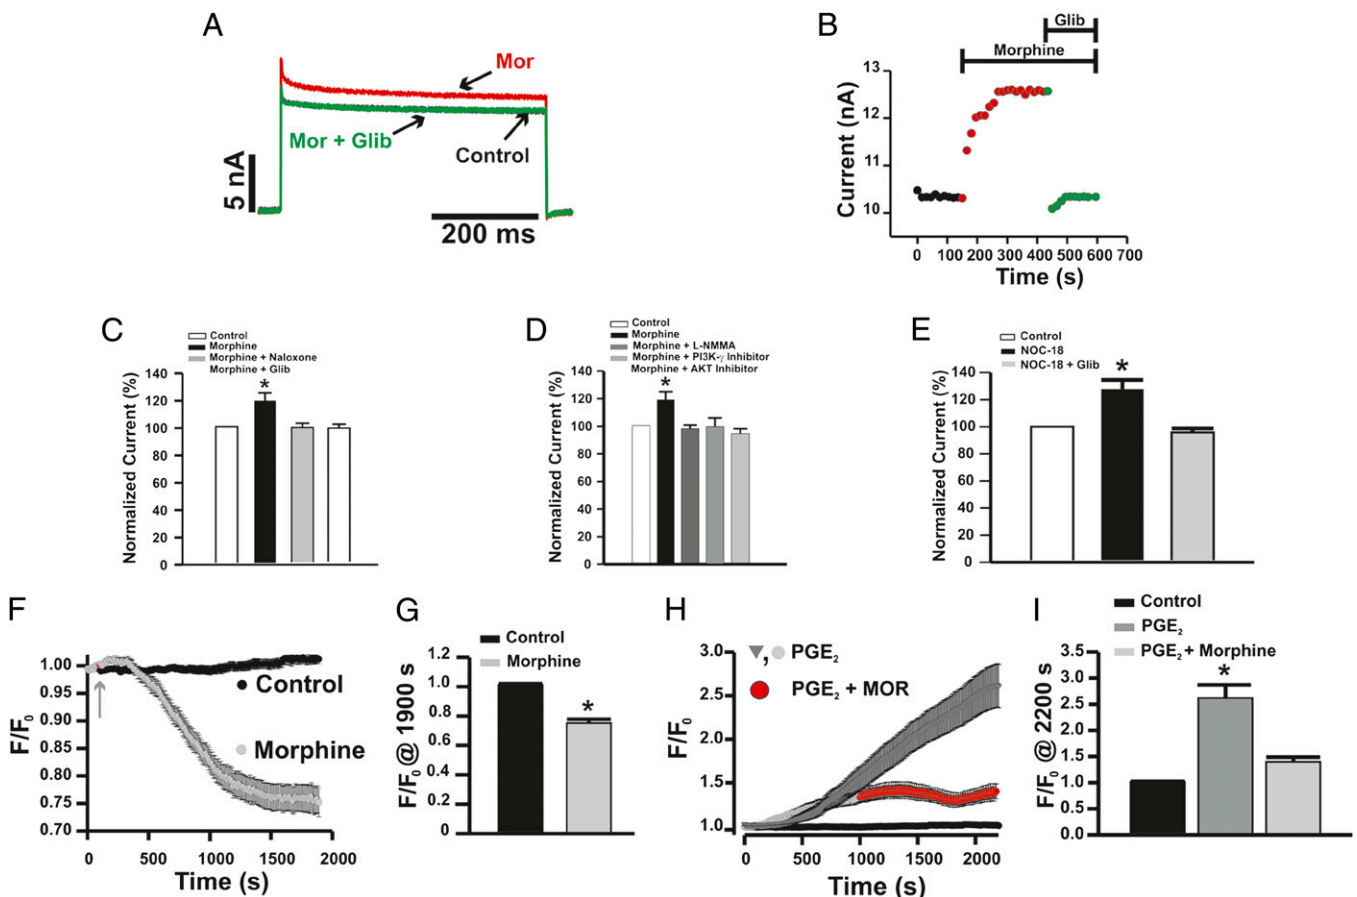 A
Mor
Mor + Glib
Control
5 nA
200 ms
B
Glib
Morphine
13
12
11
10
Current (nA)
0 100 200 300 400 500 600 700
Time (s)
C
Control
Morphine
Morphine + Naloxone
Morphine + Glib
140
120
100
80
60
40
20
0
Normalized Current (%)
*
D
Control
Morphine
Morphine + L-NMMA
Morphine + PI3K-γ Inhibitor
Morphine + AKT Inhibitor
140
120
100
80
60
40
20
0
Normalized Current (%)
*
E
Control
NOC-18
NOC-18 + Glib
140
120
100
80
60
40
20
0
Normalized Current (%)
*
F
1.00
0.95
0.90
0.85
0.80
0.75
0.70
F/F0
Control
Morphine
0 500 1000 1500 2000
Time (s)
G
Control
Morphine
1.2
1.0
0.8
0.6
0.4
0.2
0
F/F0 @ 1900 s
*
H
3.0
2.5
2.0
1.5
1.0
F/F0
, PGE2
PGE2 + MOR
0 500 1000 1500 2000
Time (s)
I
Control
PGE2
PGE2 + Morphine
3.5
3.0
2.5
2.0
1.5
1.0
0.5
0.0
F/F0 @ 2200 s
*